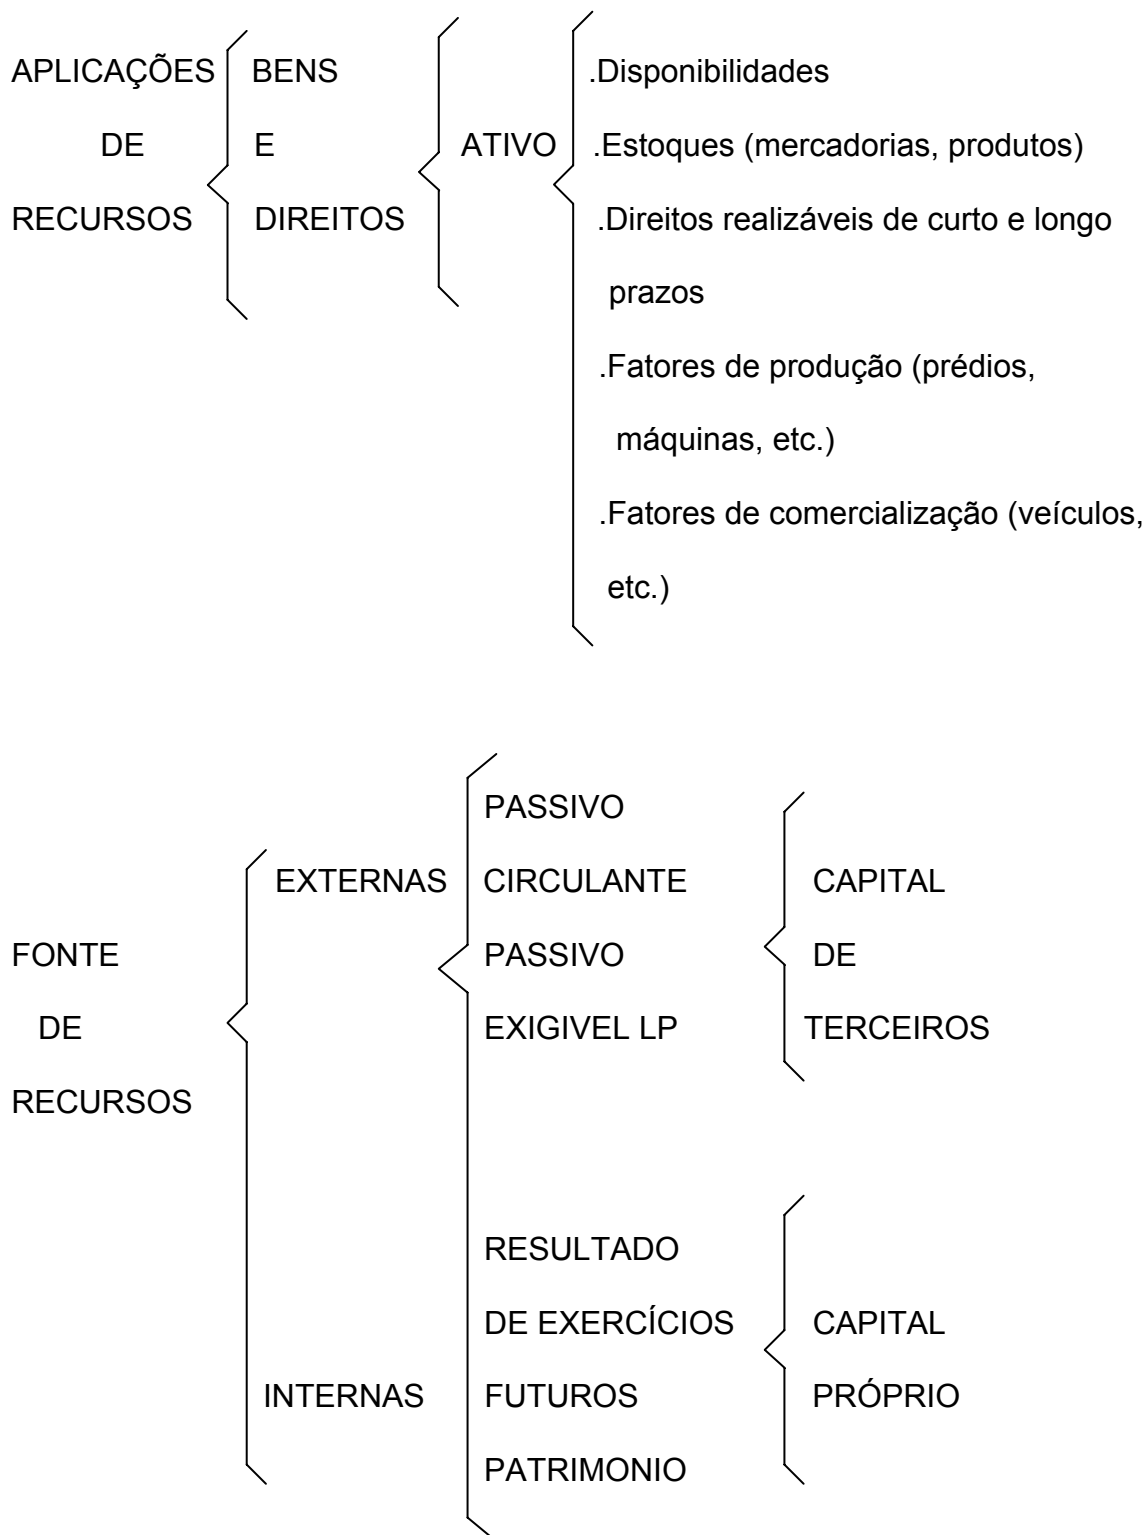 APLICAÇÕES BENS .Disponibilidades
DE E ATIVO .Estoques (mercadorias, produtos)
RECURSOS DIREITOS .Direitos realizáveis de curto e longo
prazos
.Fatores de produção (prédios,
máquinas, etc.)
.Fatores de comercialização (veículos,
etc.)
PASSIVO
EXTERNAS CIRCULANTE CAPITAL
FONTE PASSIVO DE
DE EXIGIVEL LP TERCEIROS
RECURSOS
RESULTADO
DE EXERCÍCIOS CAPITAL
INTERNAS FUTUROS PRÓPRIO
PATRIMONIO